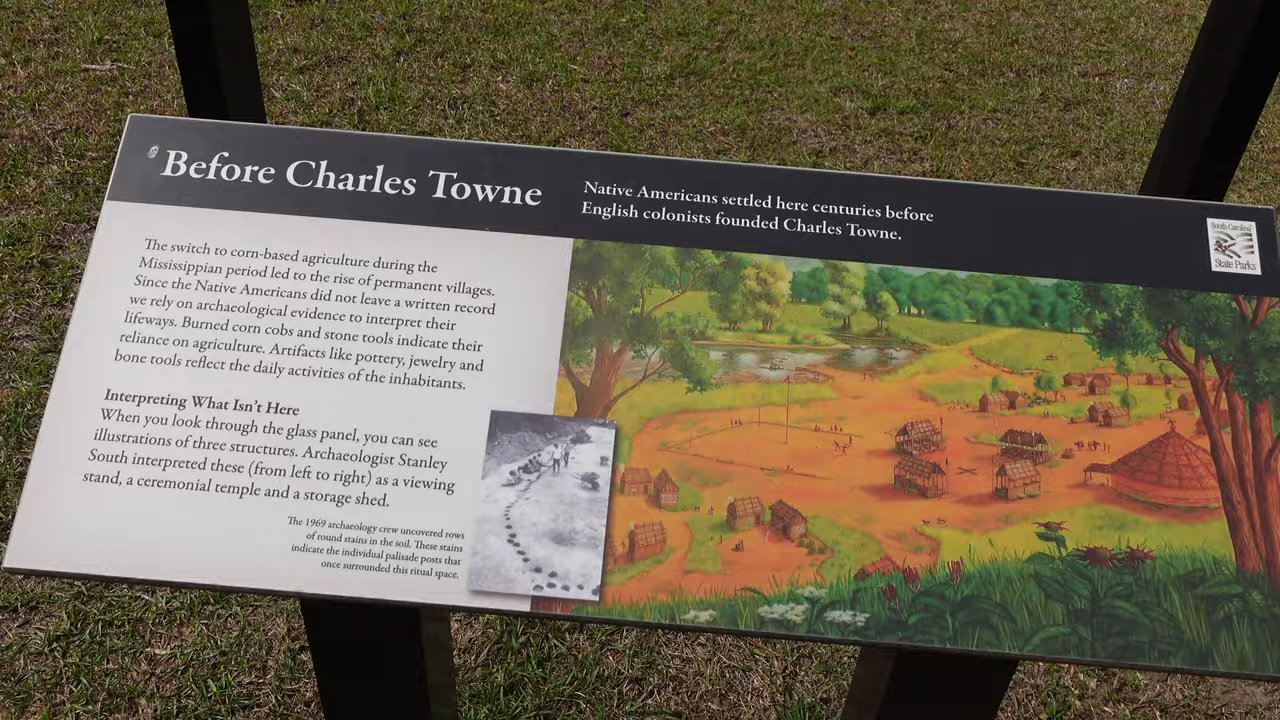 Before Charles Towne
Native Americans settled here centuries before
English colonists founded Charles Towne.
South Carolina
State Parks
The switch to corn-based agriculture during the
Mississippian period led to the rise of permanent villages.
Since the Native Americans did not leave a written record
we rely on archaeological evidence to interpret their
lifeways. Burned corn cobs and stone tools indicate their
reliance on agriculture. Artifacts like pottery, jewelry and
bone tools reflect the daily activities of the inhabitants.
Interpreting What Isn't Here
When you look through the glass panel, you can see
illustrations of three structures. Archaeologist Stanley
South interpreted these (from left to right) as a viewing
stand, a ceremonial temple and a storage shed.
The 1969 archaeology crew uncovered rows
of round stains in the soil. These stains
indicate the individual palisade posts that
once surrounded this ritual space.